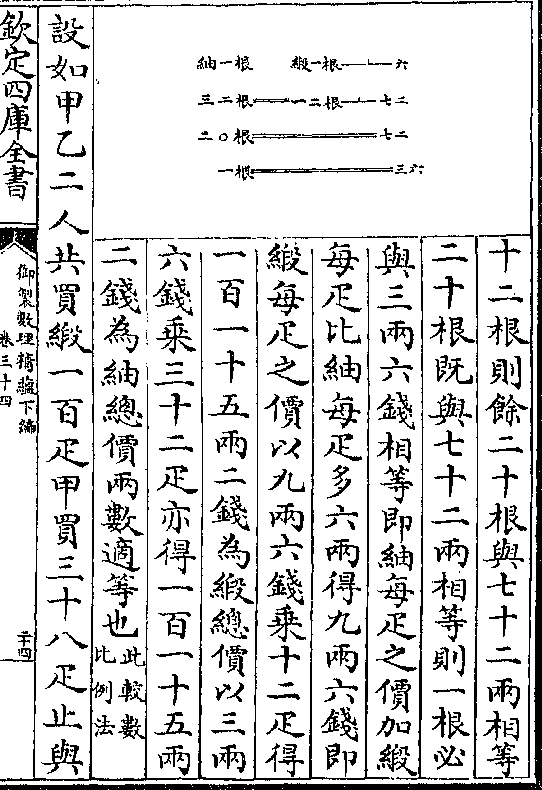 紬一根　緞一根―⊥―六
三二根＝一二根―⊥―七二
二〇根＝七二
一根＝三六
十二根則餘二十根與七十二兩相等
二十根既與七十二兩相等則一根必
與三兩六錢相等即紬每疋之價加緞
每疋比紬每疋多六兩得九兩六錢即
緞每疋之價以九兩六錢乘十二疋得
一百一十五兩二錢為緞總價以三兩
六錢乘三十二疋亦得一百一十五兩
二錢為紬總價兩數適等也此較數比例法
設如甲乙二人共買緞一百疋甲買三十八疋止與
欽定四庫全書
御製數理精蘊下編
卷三十四
二十四